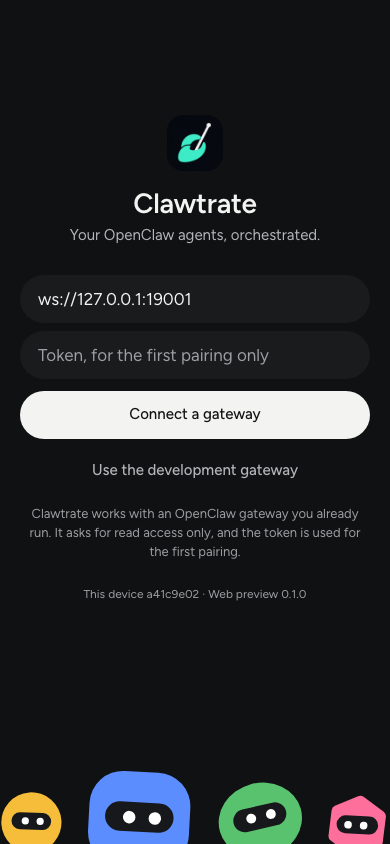 Clawtrate
Your OpenClaw agents, orchestrated.
ws://127.0.0.1:19001
Token, for the first pairing only
Connect a gateway
Use the development gateway
Clawtrate works with an OpenClaw gateway you already
run. It asks for read access only, and the token is used for
the first pairing.
This device a41c9e02 · Web preview 0.1.0